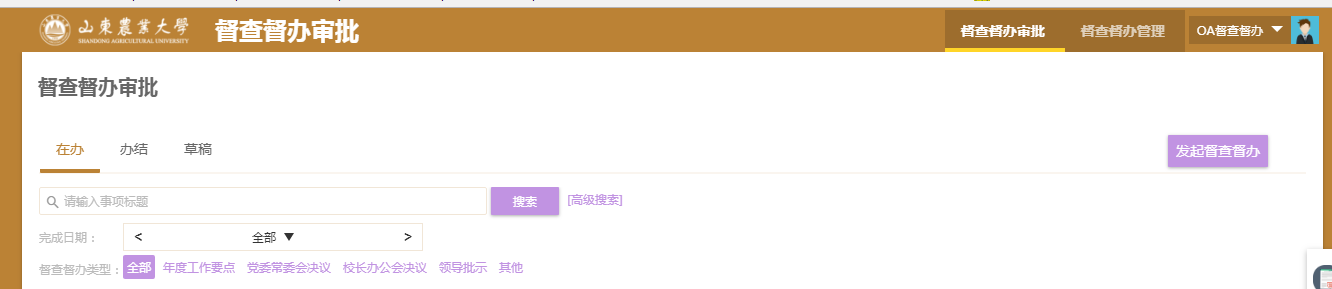 山東農業大學 督查督办审批 督查督办审批 督查督办管理 OA督查督办
SHANDONG AGRICULTURAL UNIVERSITY
督查督办审批
在办 办结 草稿 发起督查督办
请输入事项标题 搜索 [高级搜索]
完成日期： < 全部 ▼ >
督查督办类型： 全部 年度工作要点 党委常委会决议 校长办公会决议 领导批示 其他